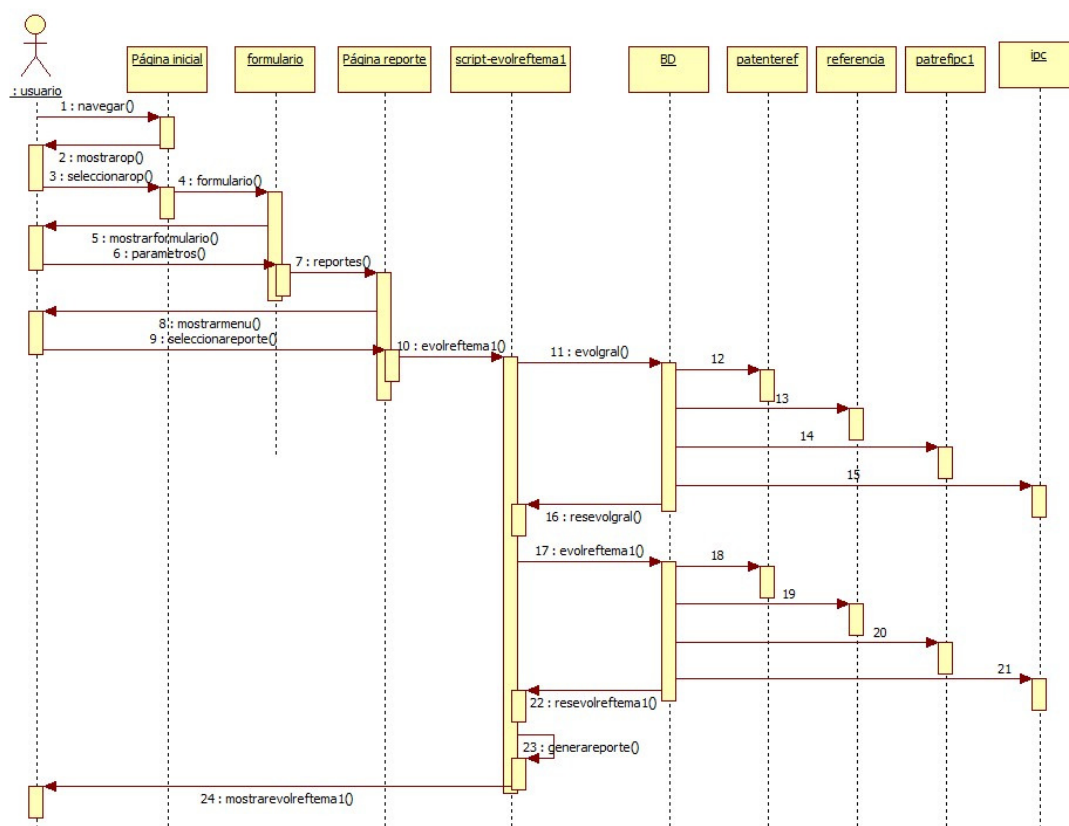 : usuario
Página inicial
formulario
Página reporte
script-evolreftema1
BD
patenteref
referencia
patrefipc1
ipc
1 : navegar()
2 : mostrarop()
3 : seleccionarop()
4 : formulario()
5 : mostrarformulario()
6 : parametros()
7 : reportes()
8 : mostrarmenu()
9 : seleccionareporte()
10 : evolreftema1()
11 : evolgral()
12
13
14
15
16 : resevolgral()
17 : evolreftema1()
18
19
20
21
22 : resevolreftema1()
23 : generareporte()
24 : mostrarevolreftema1()